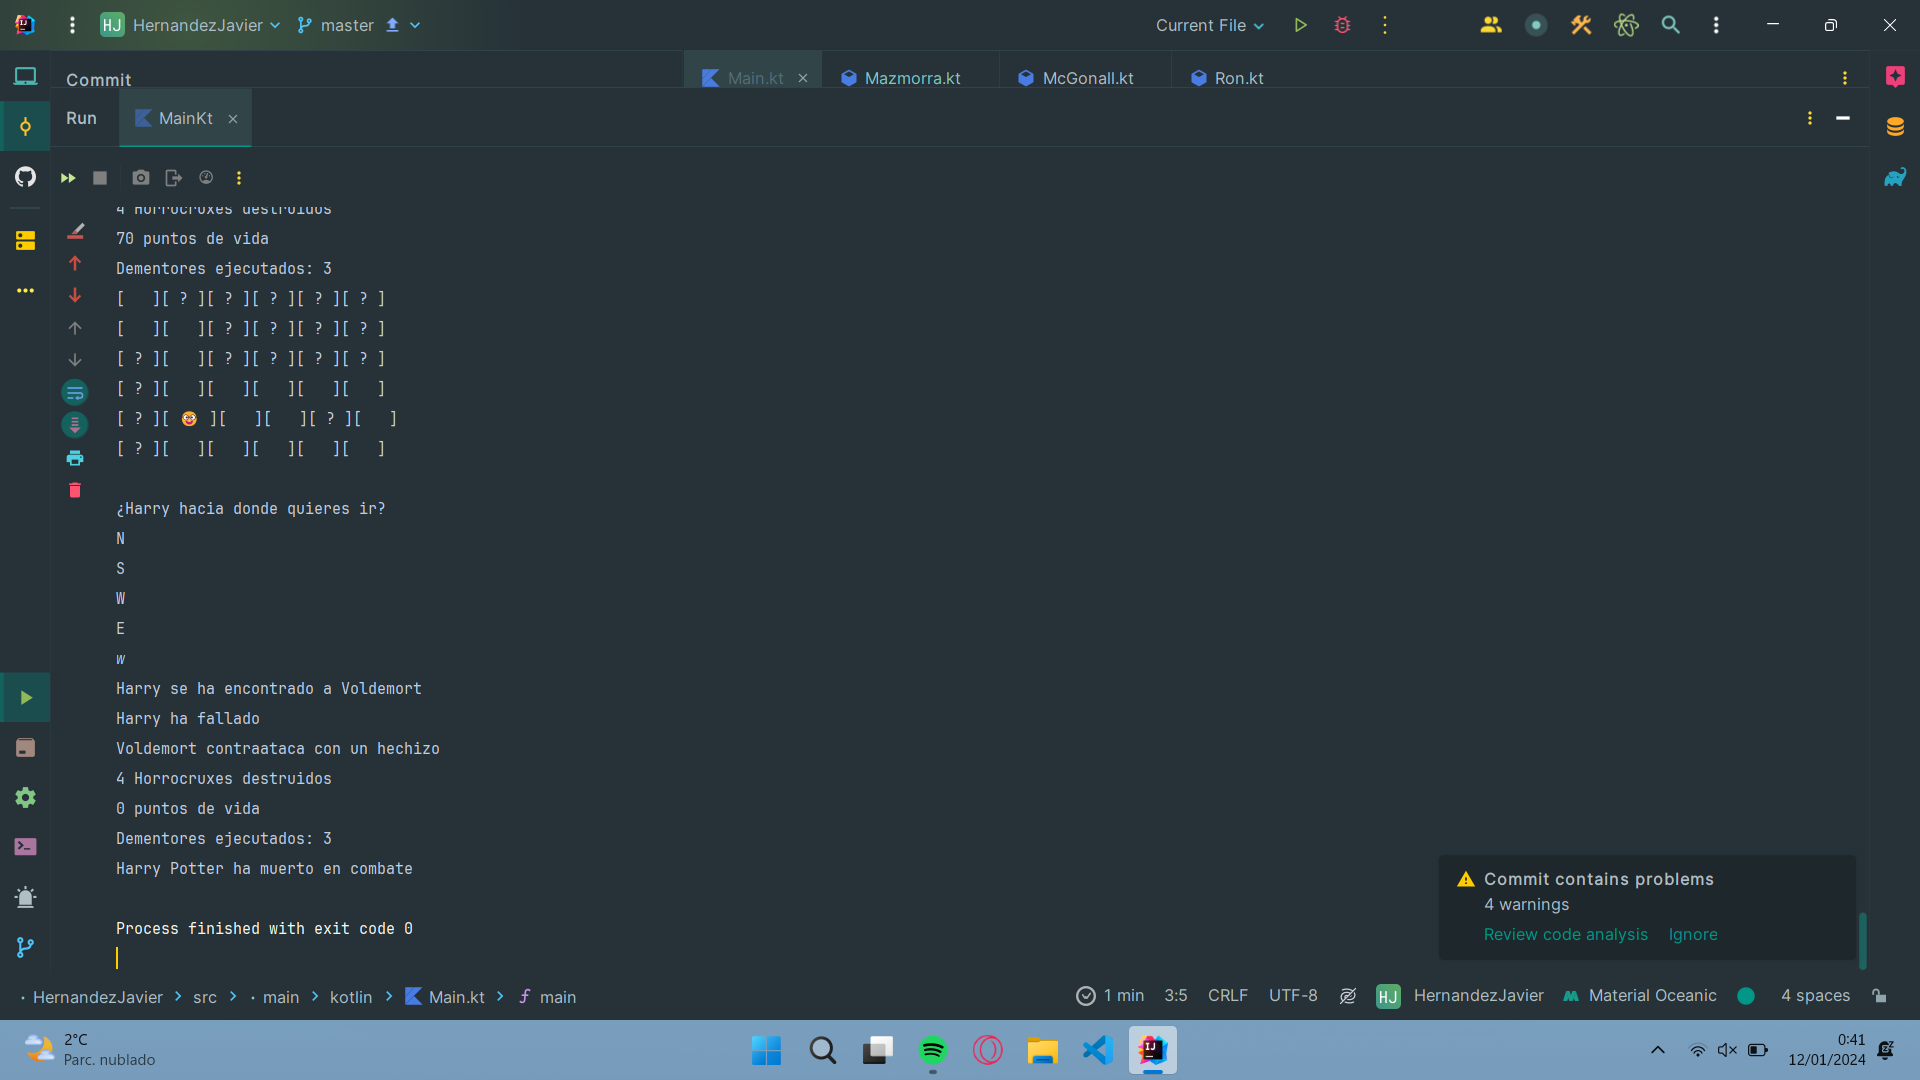 HJ HernandezJavier master Current File
Commit Main.kt Mazmorra.kt McGonall.kt Ron.kt
Run MainKt
4 Horrocruxes destruidos
70 puntos de vida
Dementores ejecutados: 3
[   ][ ? ][ ? ][ ? ][ ? ][ ? ]
[   ][   ][ ? ][ ? ][ ? ][ ? ]
[ ? ][   ][ ? ][ ? ][ ? ][ ? ]
[ ? ][   ][   ][   ][   ][   ]
[ ? ][ 🤡 ][   ][   ][ ? ][   ]
[ ? ][   ][   ][   ][   ][   ]
¿Harry hacia donde quieres ir?
N
S
W
E
w
Harry se ha encontrado a Voldemort
Harry ha fallado
Voldemort contraataca con un hechizo
4 Horrocruxes destruidos
0 puntos de vida
Dementores ejecutados: 3
Harry Potter ha muerto en combate
Process finished with exit code 0
Commit contains problems
4 warnings
Review code analysis Ignore
HernandezJavier > src > main > kotlin > Main.kt > main 1 min 3:5 CRLF UTF-8 HJ HernandezJavier Material Oceanic 4 spaces
2°C
Parc. nublado
0:41
12/01/2024